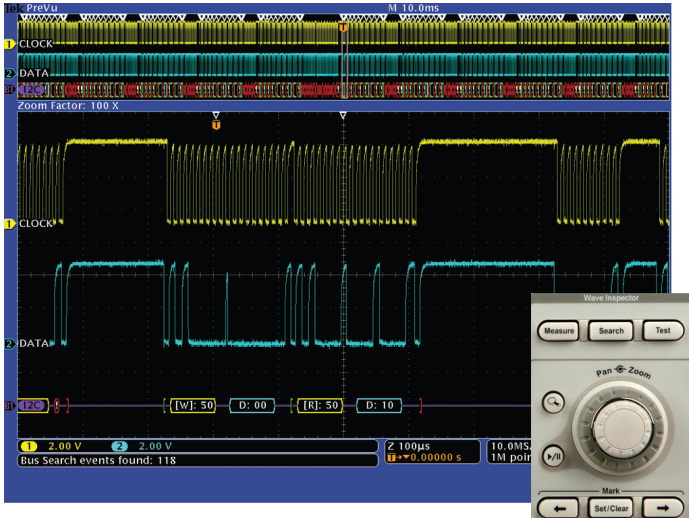 Tek PreVu M 10.0ms
T
1 CLOCK
2 DATA
B1 I2C
Zoom Factor: 100 X
T
1 CLOCK
2 DATA
B1 I2C ! [W]: 50 D: 00 [R]: 50 D: 10
1 2.00 V 2 2.00 V
Z 100µs
T→▼0.00000 s
10.0MS
1M poin
Bus Search events found: 118
Wave Inspector
Measure Search Test
Pan Zoom
Mark
← Set/Clear →